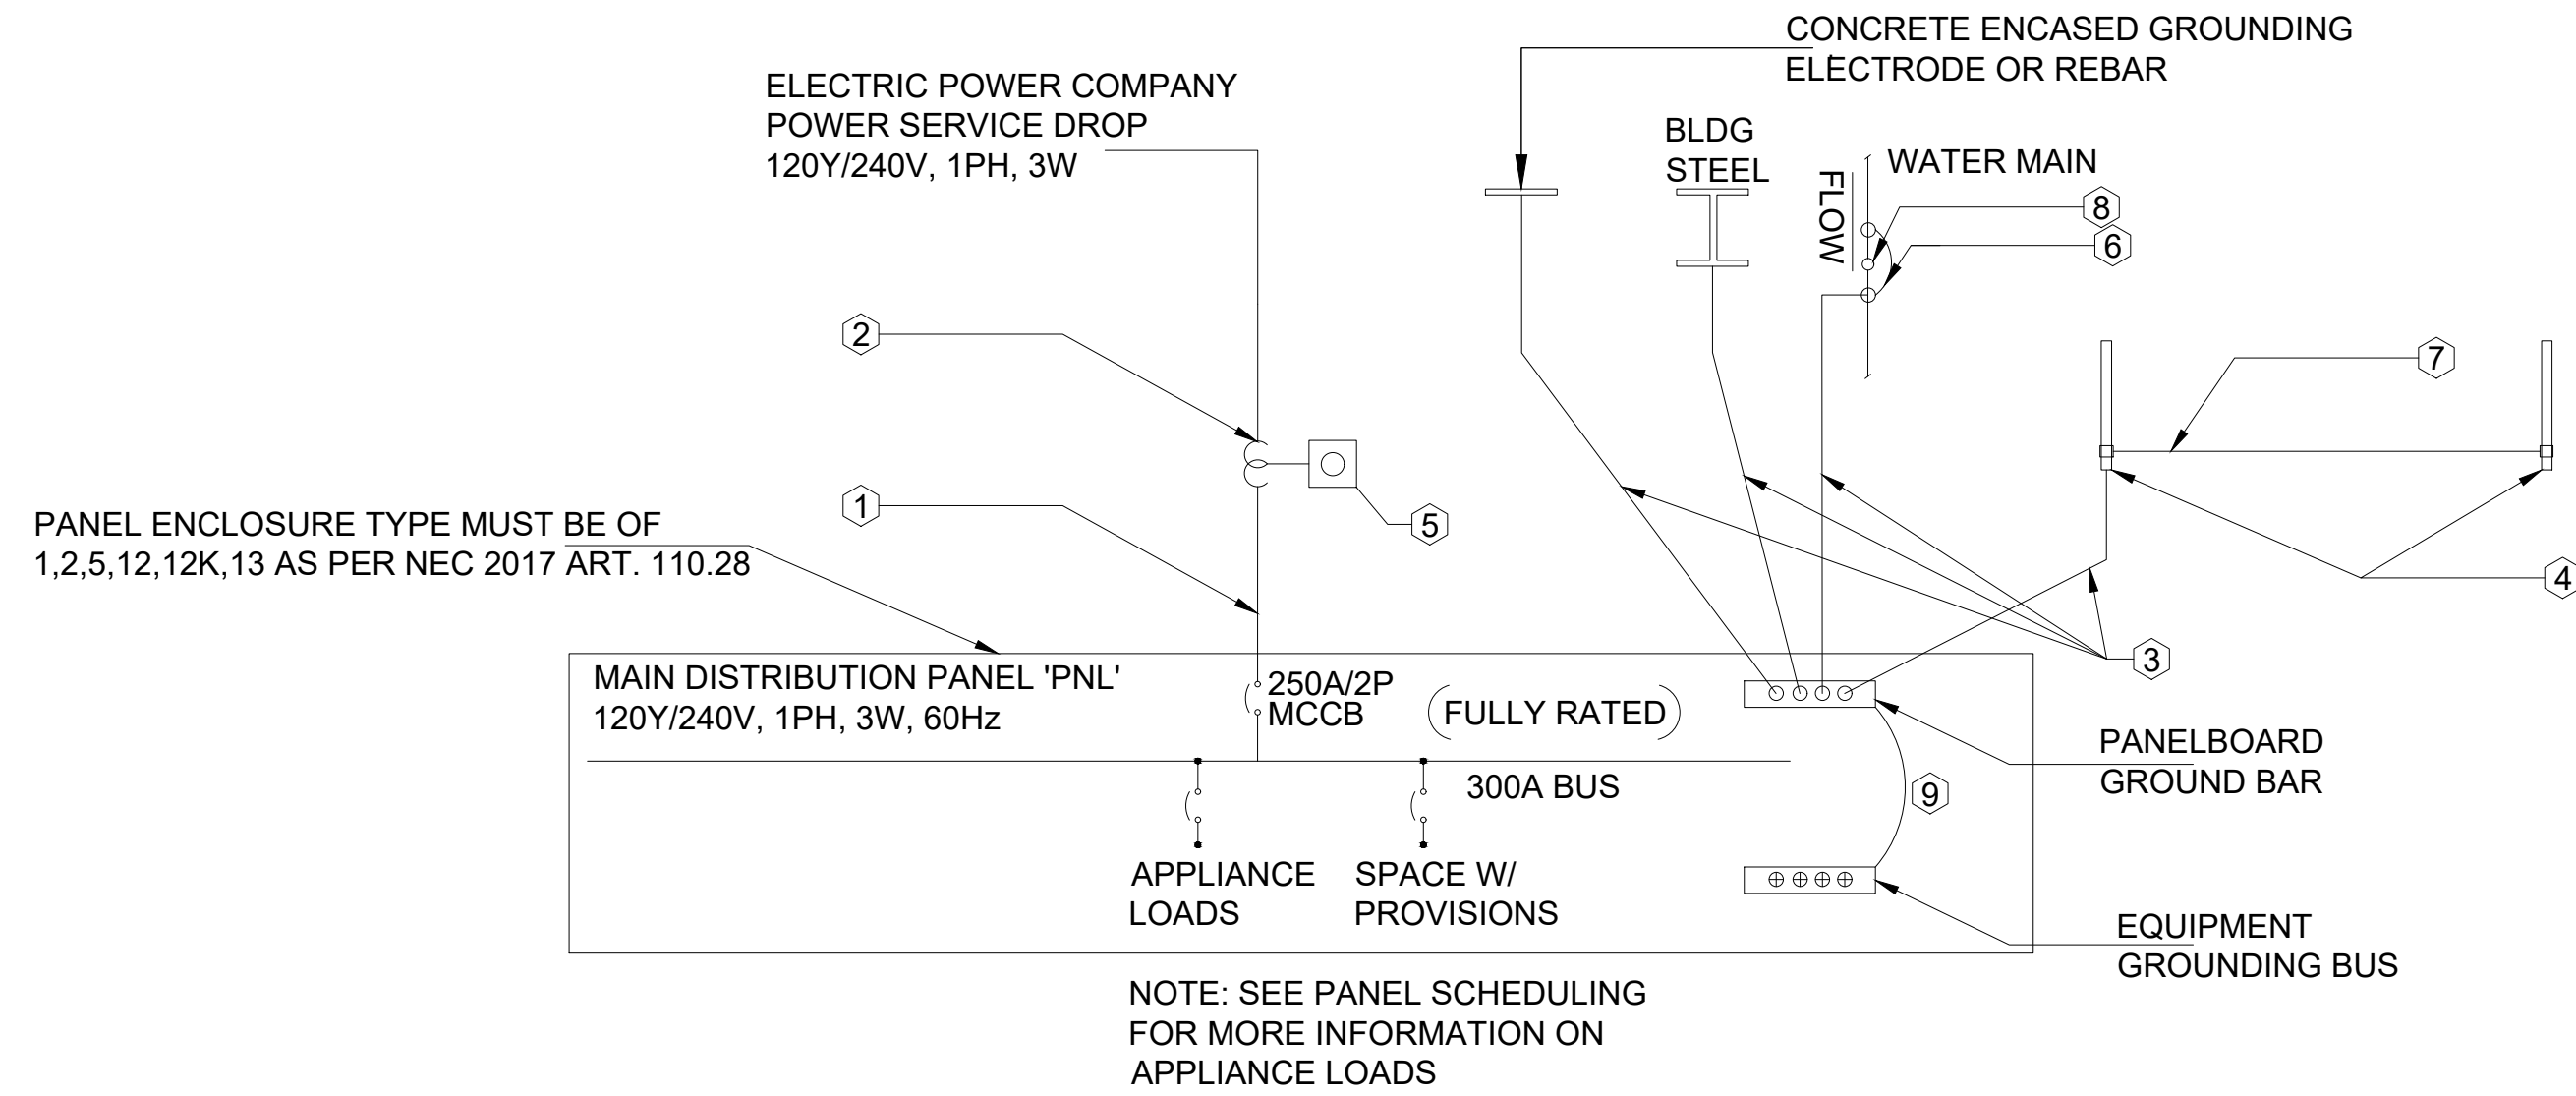 CONCRETE ENCASED GROUNDING
ELECTRODE OR REBAR
ELECTRIC POWER COMPANY
POWER SERVICE DROP
120Y/240V, 1PH, 3W
BLDG
STEEL
FLOW
WATER MAIN
8
6
2
7
1
5
PANEL ENCLOSURE TYPE MUST BE OF
1,2,5,12,12K,13 AS PER NEC 2017 ART. 110.28
4
3
MAIN DISTRIBUTION PANEL 'PNL'
120Y/240V, 1PH, 3W, 60Hz
250A/2P
MCCB
(FULLY RATED)
300A BUS
9
PANELBOARD
GROUND BAR
APPLIANCE
LOADS
SPACE W/
PROVISIONS
EQUIPMENT
GROUNDING BUS
NOTE: SEE PANEL SCHEDULING
FOR MORE INFORMATION ON
APPLIANCE LOADS